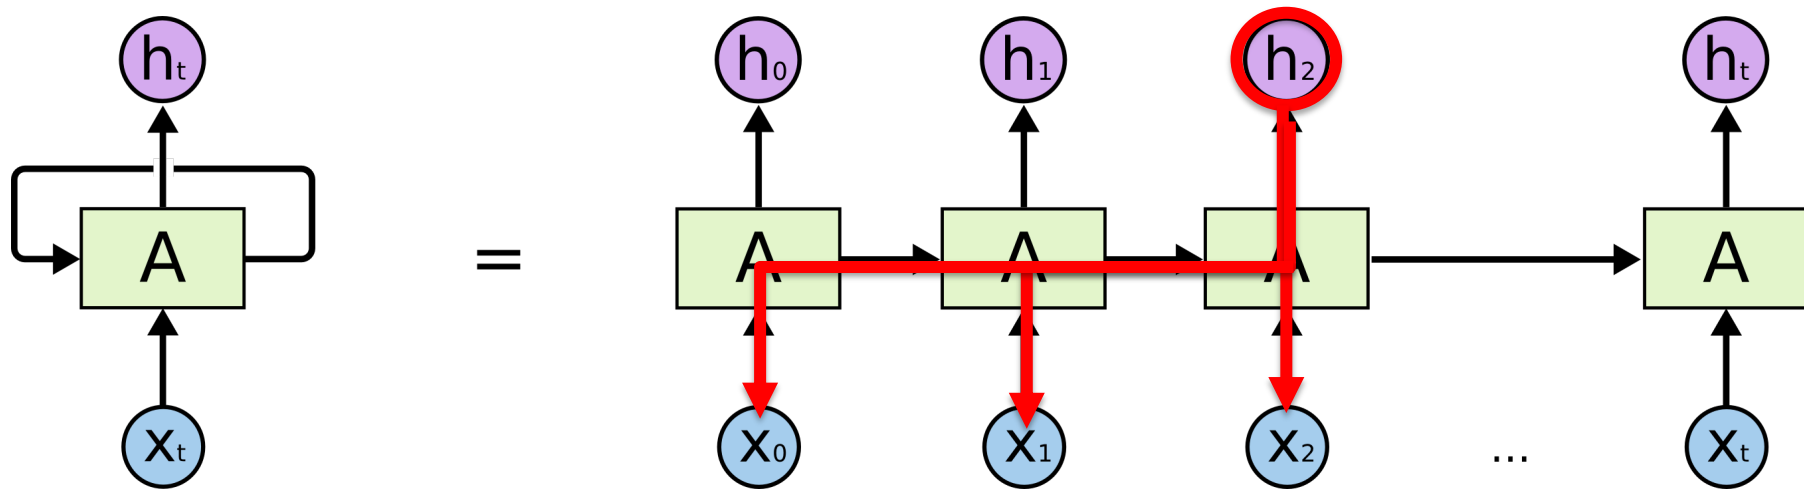 hₜ h₀ h₁ h₂ hₜ
A = A A A A
xₜ x₀ x₁ x₂ ... xₜ